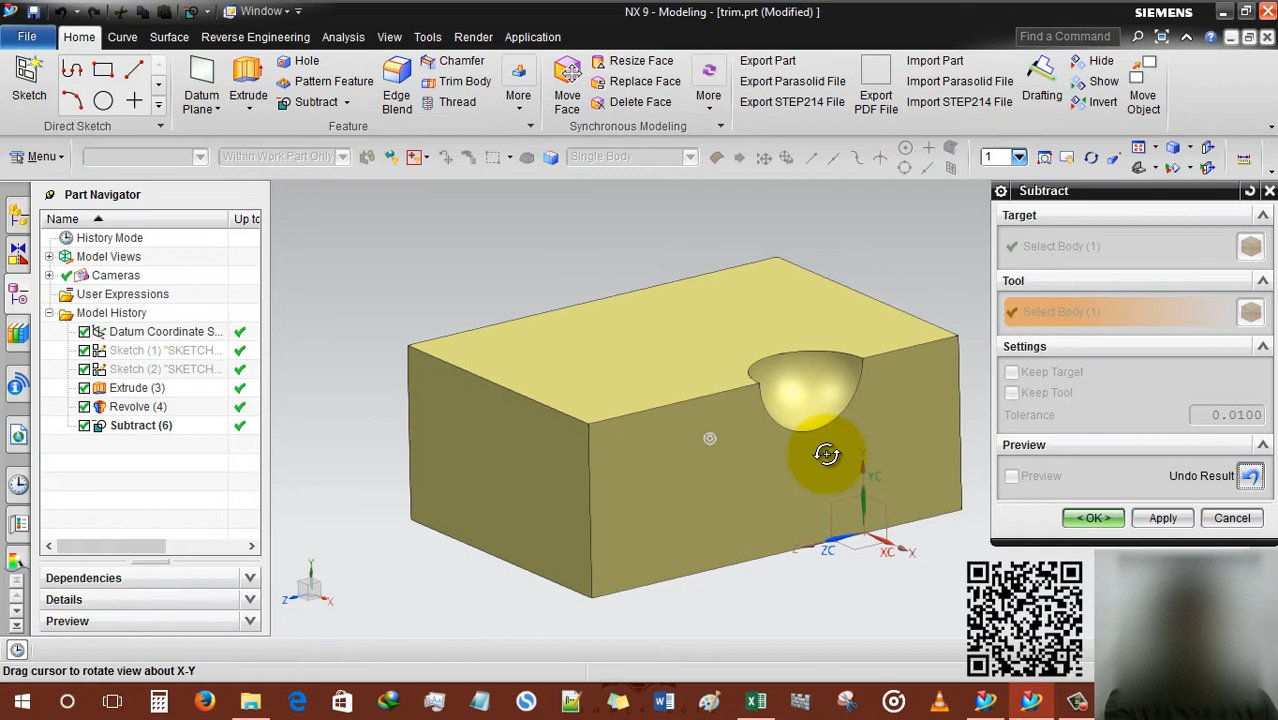 Window
NX 9 - Modeling - [trim.prt (Modified) ]
SIEMENS
File Home Curve Surface Reverse Engineering Analysis View Tools Render Application
Find a Command
Sketch
Direct Sketch
Datum Plane
Extrude
Hole
Pattern Feature
Subtract
Edge Blend
Chamfer
Trim Body
Thread
More
Feature
Move Face
Resize Face
Replace Face
Delete Face
More
Synchronous Modeling
Export Part
Export Parasolid File
Export STEP214 File
Export PDF File
Import Part
Import Parasolid File
Import STEP214 File
Drafting
Hide
Show
Invert
Move Object
Menu
Within Work Part Only
Single Body
1
Part Navigator
Name Up to
History Mode
Model Views
Cameras
User Expressions
Model History
Datum Coordinate S...
Sketch (1) "SKETCH...
Sketch (2) "SKETCH...
Extrude (3)
Revolve (4)
Subtract (6)
Dependencies
Details
Preview
Y
Z
X
YC
ZC
XC
X
Subtract
Target
Select Body (1)
Tool
Select Body (1)
Settings
Keep Target
Keep Tool
Tolerance 0.0100
Preview
Preview Undo Result
< OK > Apply Cancel
Drag cursor to rotate view about X-Y